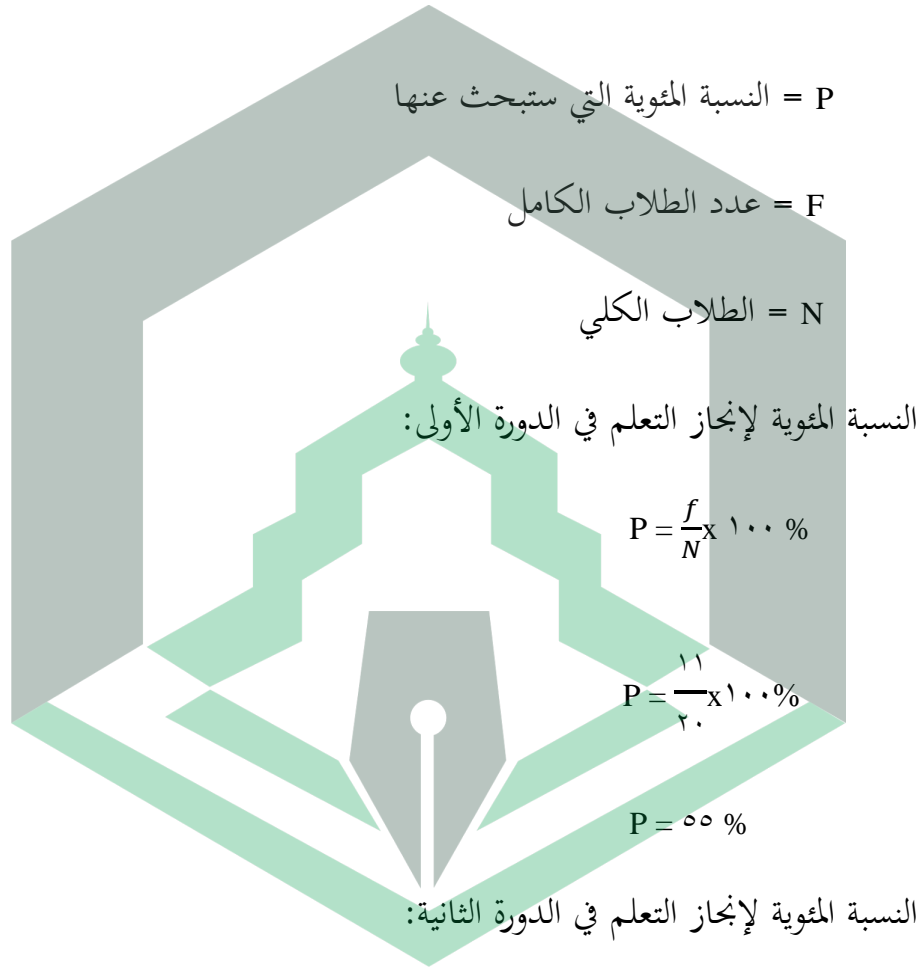 P = النسبة المئوية التي ستبحث عنها
F = عدد الطلاب الكامل
N = الطلاب الكلي
النسبة المئوية لإنجاز التعلم في الدورة الأولى:
P = f/N x ١٠٠ %
P = ١١/٢٠ x١٠٠%
P = ٥٥ %
النسبة المئوية لإنجاز التعلم في الدورة الثانية: